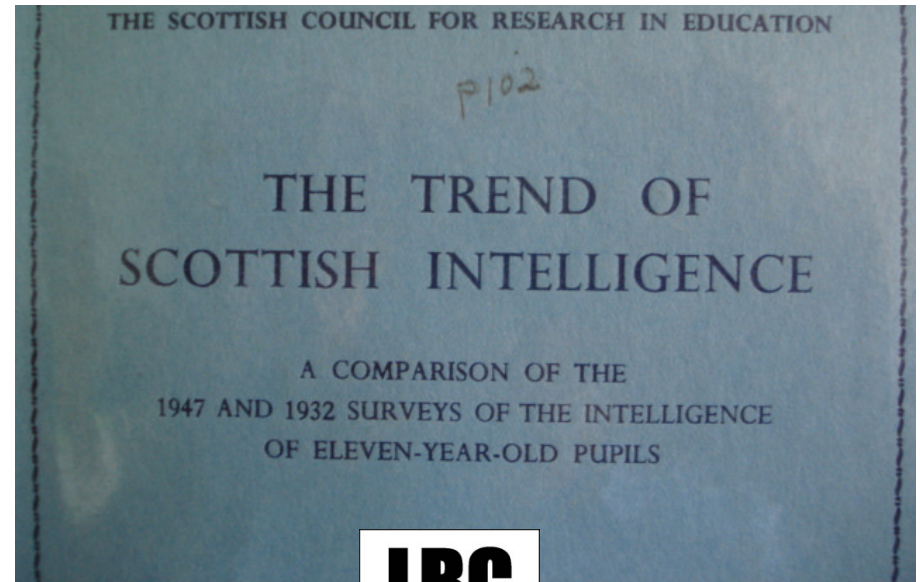 THE SCOTTISH COUNCIL FOR RESEARCH IN EDUCATION
p102
THE TREND OF
SCOTTISH INTELLIGENCE
A COMPARISON OF THE
1947 AND 1932 SURVEYS OF THE INTELLIGENCE
OF ELEVEN-YEAR-OLD PUPILS